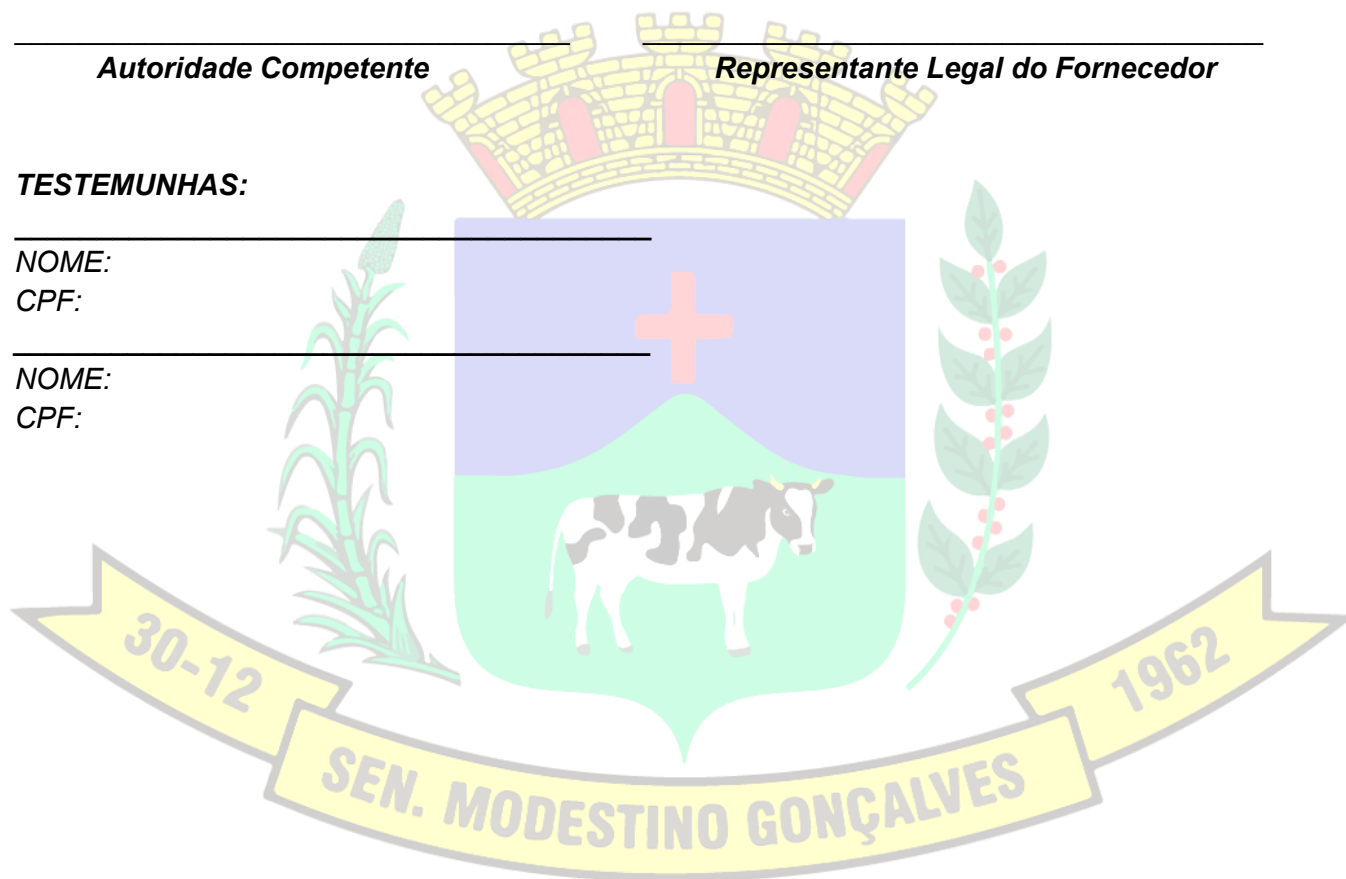 Autoridade Competente Representante Legal do Fornecedor
TESTEMUNHAS:
NOME:
CPF:
NOME:
CPF:
30-12
1962
SEN. MODESTINO GONÇALVES